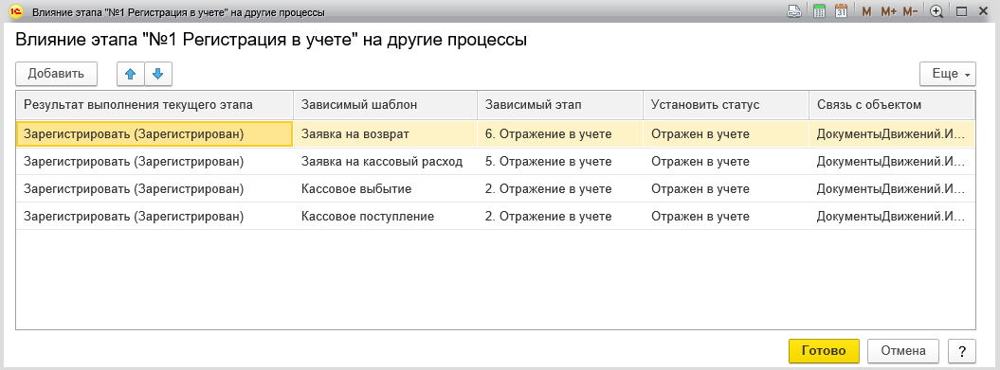 1С Влияние этапа "№1 Регистрация в учете" на другие процессы 31 M M+ M-
Влияние этапа "№1 Регистрация в учете" на другие процессы
Добавить Еще
Результат выполнения текущего этапа Зависимый шаблон Зависимый этап Установить статус Связь с объектом
Зарегистрировать (Зарегистрирован) Заявка на возврат 6. Отражение в учете Отражен в учете ДокументыДвижений.И...
Зарегистрировать (Зарегистрирован) Заявка на кассовый расход 5. Отражение в учете Отражен в учете ДокументыДвижений.И...
Зарегистрировать (Зарегистрирован) Кассовое выбытие 2. Отражение в учете Отражен в учете ДокументыДвижений.И...
Зарегистрировать (Зарегистрирован) Кассовое поступление 2. Отражение в учете Отражен в учете ДокументыДвижений.И...
Готово Отмена ?